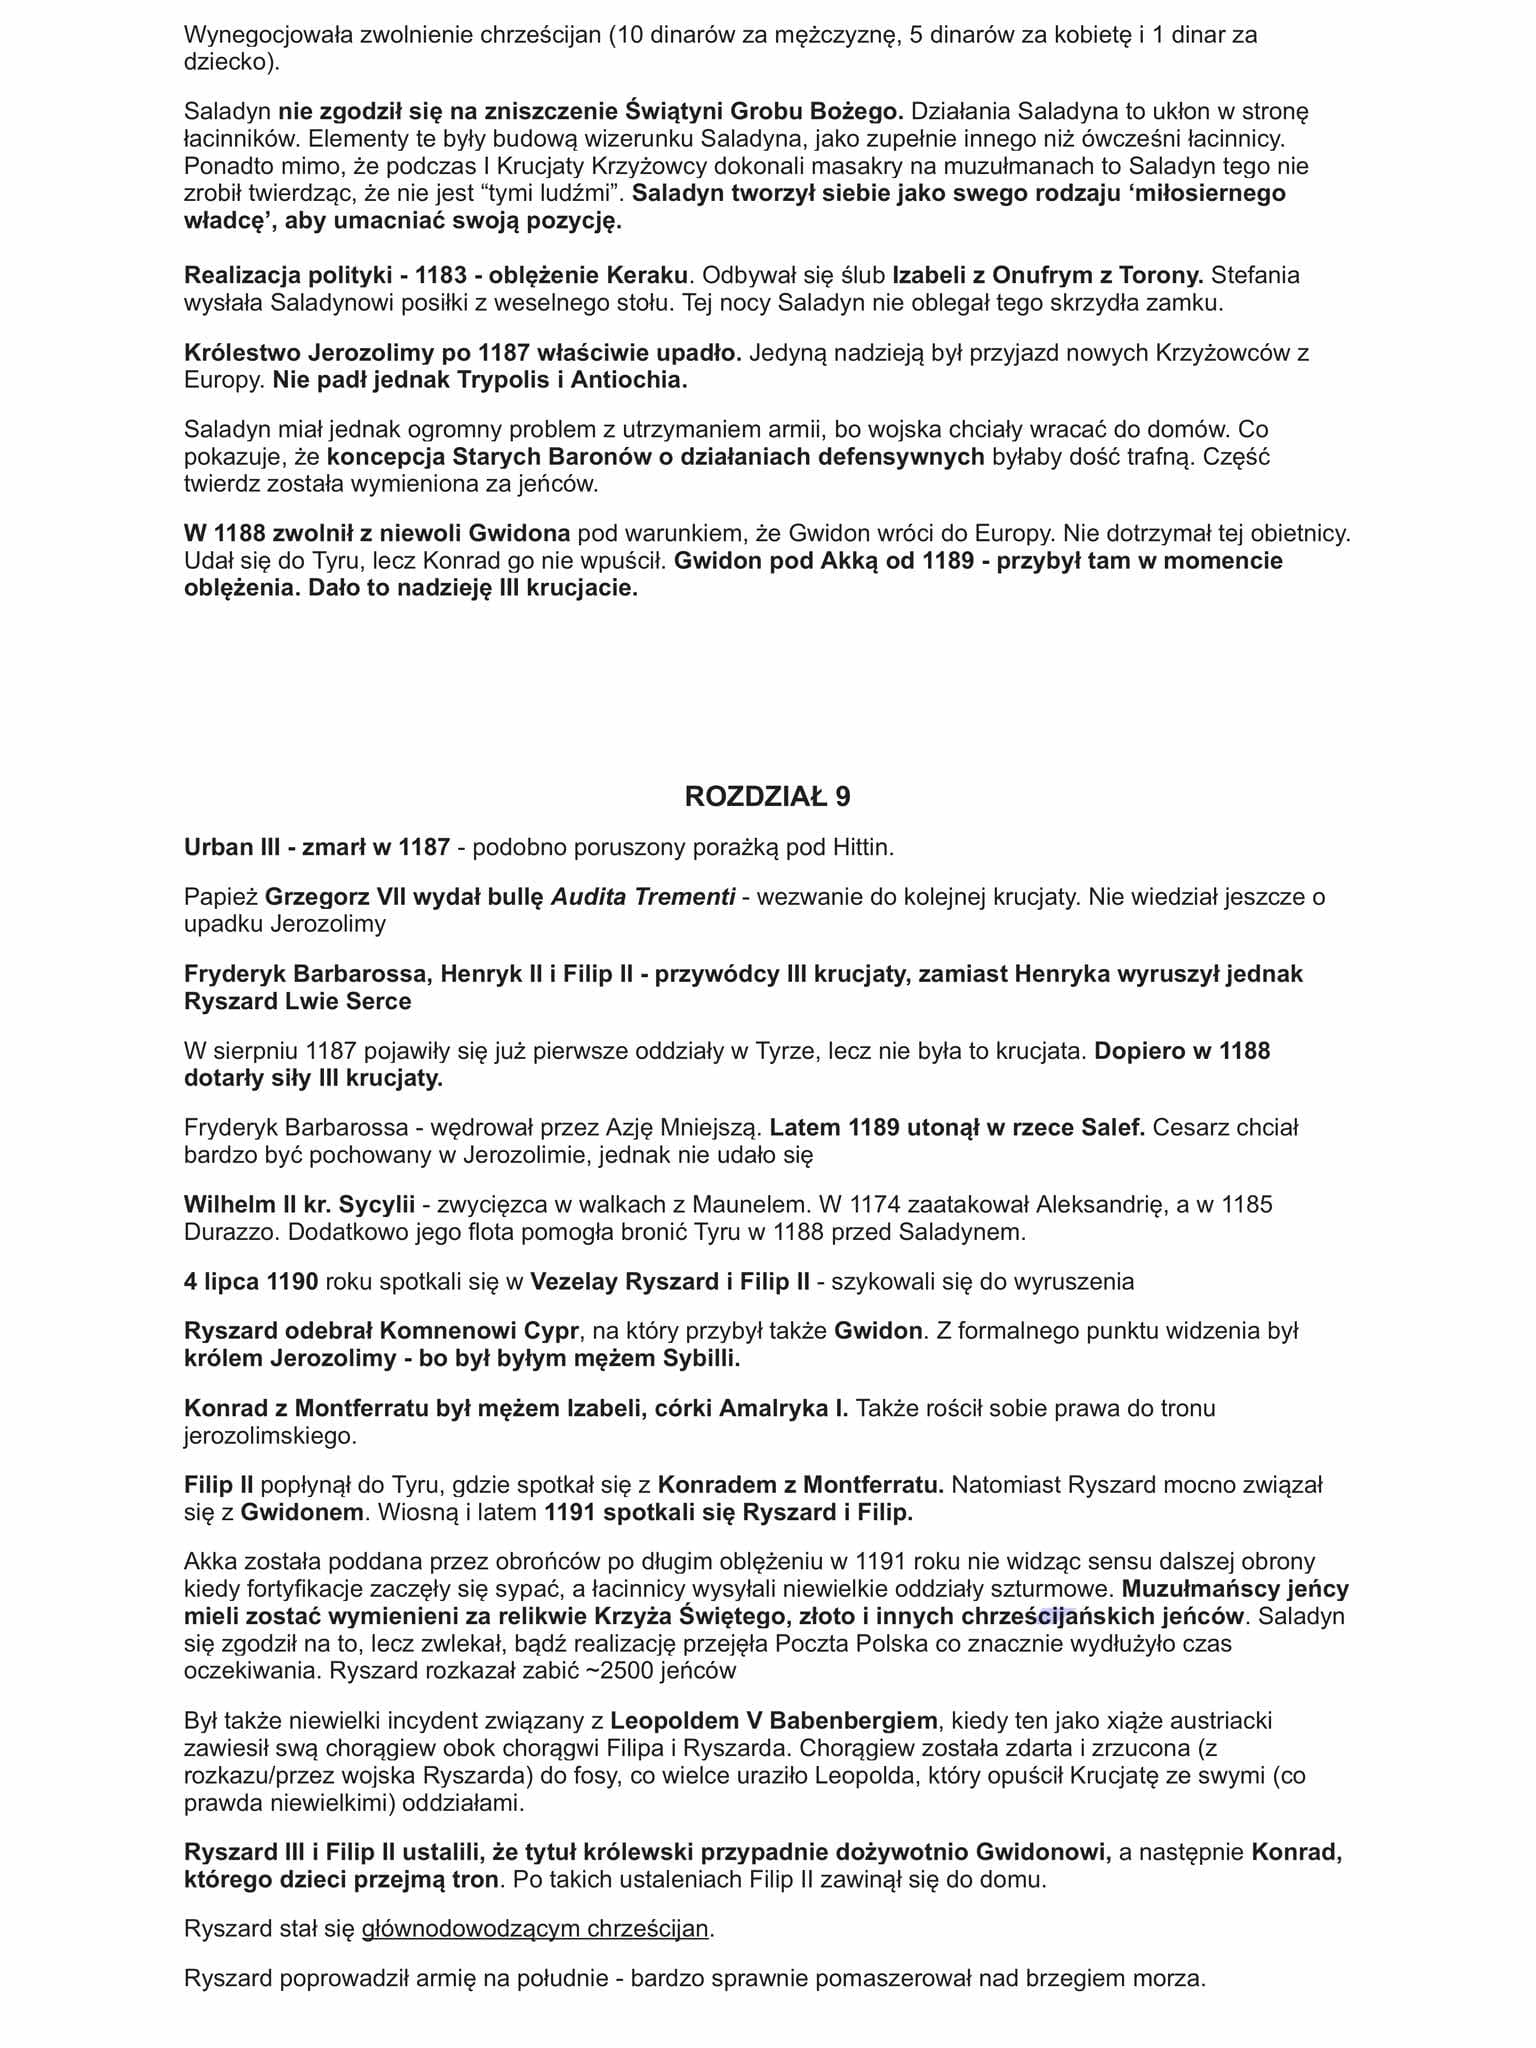 Wynegocjowała zwolnienie chrześcijan (10 dinarów za mężczyznę, 5 dinarów za kobietę i 1 dinar za
dziecko).
Saladyn nie zgodził się na zniszczenie Świątyni Grobu Bożego. Działania Saladyna to ukłon w stronę
łacinników. Elementy te były budową wizerunku Saladyna, jako zupełnie innego niż ówcześni łacinnicy.
Ponadto mimo, że podczas I Krucjaty Krzyżowcy dokonali masakry na muzułmanach to Saladyn tego nie
zrobił twierdząc, że nie jest “tymi ludźmi”. Saladyn tworzył siebie jako swego rodzaju ‘miłosiernego
władcę’, aby umacniać swoją pozycję.
Realizacja polityki - 1183 - oblężenie Keraku. Odbywał się ślub Izabeli z Onufrym z Torony. Stefania
wysłała Saladynowi posiłki z weselnego stołu. Tej nocy Saladyn nie oblegał tego skrzydła zamku.
Królestwo Jerozolimy po 1187 właściwie upadło. Jedyną nadzieją był przyjazd nowych Krzyżowców z
Europy. Nie padł jednak Trypolis i Antiochia.
Saladyn miał jednak ogromny problem z utrzymaniem armii, bo wojska chciały wracać do domów. Co
pokazuje, że koncepcja Starych Baronów o działaniach defensywnych byłaby dość trafną. Część
twierdz została wymieniona za jeńców.
W 1188 zwolnił z niewoli Gwidona pod warunkiem, że Gwidon wróci do Europy. Nie dotrzymał tej obietnicy.
Udał się do Tyru, lecz Konrad go nie wpuścił. Gwidon pod Akką od 1189 - przybył tam w momencie
oblężenia. Dało to nadzieję III krucjacie.
ROZDZIAŁ 9
Urban III - zmarł w 1187 - podobno poruszony porażką pod Hittin.
Papież Grzegorz VII wydał bullę Audita Trementi - wezwanie do kolejnej krucjaty. Nie wiedział jeszcze o
upadku Jerozolimy
Fryderyk Barbarossa, Henryk II i Filip II - przywódcy III krucjaty, zamiast Henryka wyruszył jednak
Ryszard Lwie Serce
W sierpniu 1187 pojawiły się już pierwsze oddziały w Tyrze, lecz nie była to krucjata. Dopiero w 1188
dotarły siły III krucjaty.
Fryderyk Barbarossa - wędrował przez Azję Mniejszą. Latem 1189 utonął w rzece Salef. Cesarz chciał
bardzo być pochowany w Jerozolimie, jednak nie udało się
Wilhelm II kr. Sycylii - zwycięzca w walkach z Maunelem. W 1174 zaatakował Aleksandrię, a w 1185
Durazzo. Dodatkowo jego flota pomogła bronić Tyru w 1188 przed Saladynem.
4 lipca 1190 roku spotkali się w Vezelay Ryszard i Filip II - szykowali się do wyruszenia
Ryszard odebrał Komnenowi Cypr, na który przybył także Gwidon. Z formalnego punktu widzenia był
królem Jerozolimy - bo był byłym mężem Sybilli.
Konrad z Montferratu był mężem Izabeli, córki Amalryka I. Także rościł sobie prawa do tronu
jerozolimskiego.
Filip II popłynął do Tyru, gdzie spotkał się z Konradem z Montferratu. Natomiast Ryszard mocno związał
się z Gwidonem. Wiosną i latem 1191 spotkali się Ryszard i Filip.
Akka została poddana przez obrońców po długim oblężeniu w 1191 roku nie widząc sensu dalszej obrony
kiedy fortyfikacje zaczęły się sypać, a łacinnicy wysyłali niewielkie oddziały szturmowe. Muzułmańscy jeńcy
mieli zostać wymienieni za relikwie Krzyża Świętego, złoto i innych chrześcijańskich jeńców. Saladyn
się zgodził na to, lecz zwlekał, bądź realizację przejęła Poczta Polska co znacznie wydłużyło czas
oczekiwania. Ryszard rozkazał zabić ~2500 jeńców
Był także niewielki incydent związany z Leopoldem V Babenbergiem, kiedy ten jako xiąże austriacki
zawiesił swą chorągiew obok chorągwi Filipa i Ryszarda. Chorągiew została zdarta i zrzucona (z
rozkazu/przez wojska Ryszarda) do fosy, co wielce uraziło Leopolda, który opuścił Krucjatę ze swymi (co
prawda niewielkimi) oddziałami.
Ryszard III i Filip II ustalili, że tytuł królewski przypadnie dożywotnio Gwidonowi, a następnie Konrad,
którego dzieci przejmą tron. Po takich ustaleniach Filip II zawinął się do domu.
Ryszard stał się głównodowodzącym chrześcijan.
Ryszard poprowadził armię na południe - bardzo sprawnie pomaszerował nad brzegiem morza.